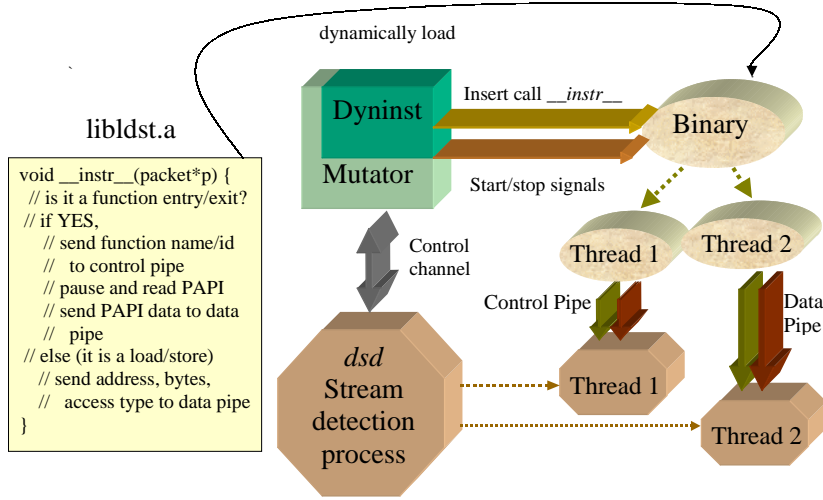 dynamically load
`
libldst.a
void __instr__(packet*p) {
// is it a function entry/exit?
// if YES,
// send function name/id
// to control pipe
// pause and read PAPI
// send PAPI data to data
// pipe
// else (it is a load/store)
// send address, bytes,
// access type to data pipe
}
Dyninst
Mutator
Insert call __instr__
Start/stop signals
Binary
Control
channel
Thread 1
Thread 2
Control Pipe
Data
Pipe
dsd
Stream
detection
process
Thread 1
Thread 2